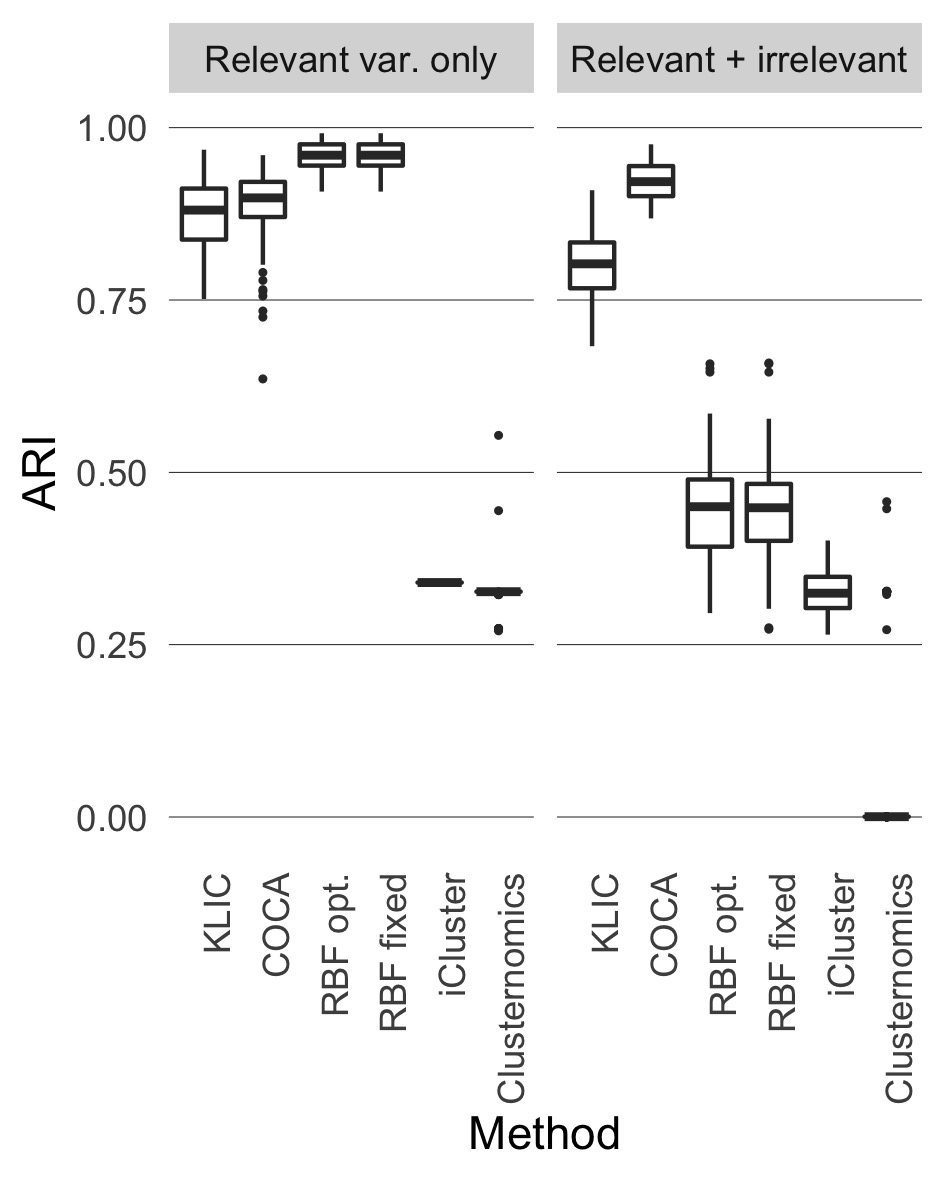 Relevant var. only
Relevant + irrelevant
1.00
0.75
0.50
0.25
0.00
ARI
KLIC
COCA
RBF opt.
RBF fixed
iCluster
Clusternomics
KLIC
COCA
RBF opt.
RBF fixed
iCluster
Clusternomics
Method